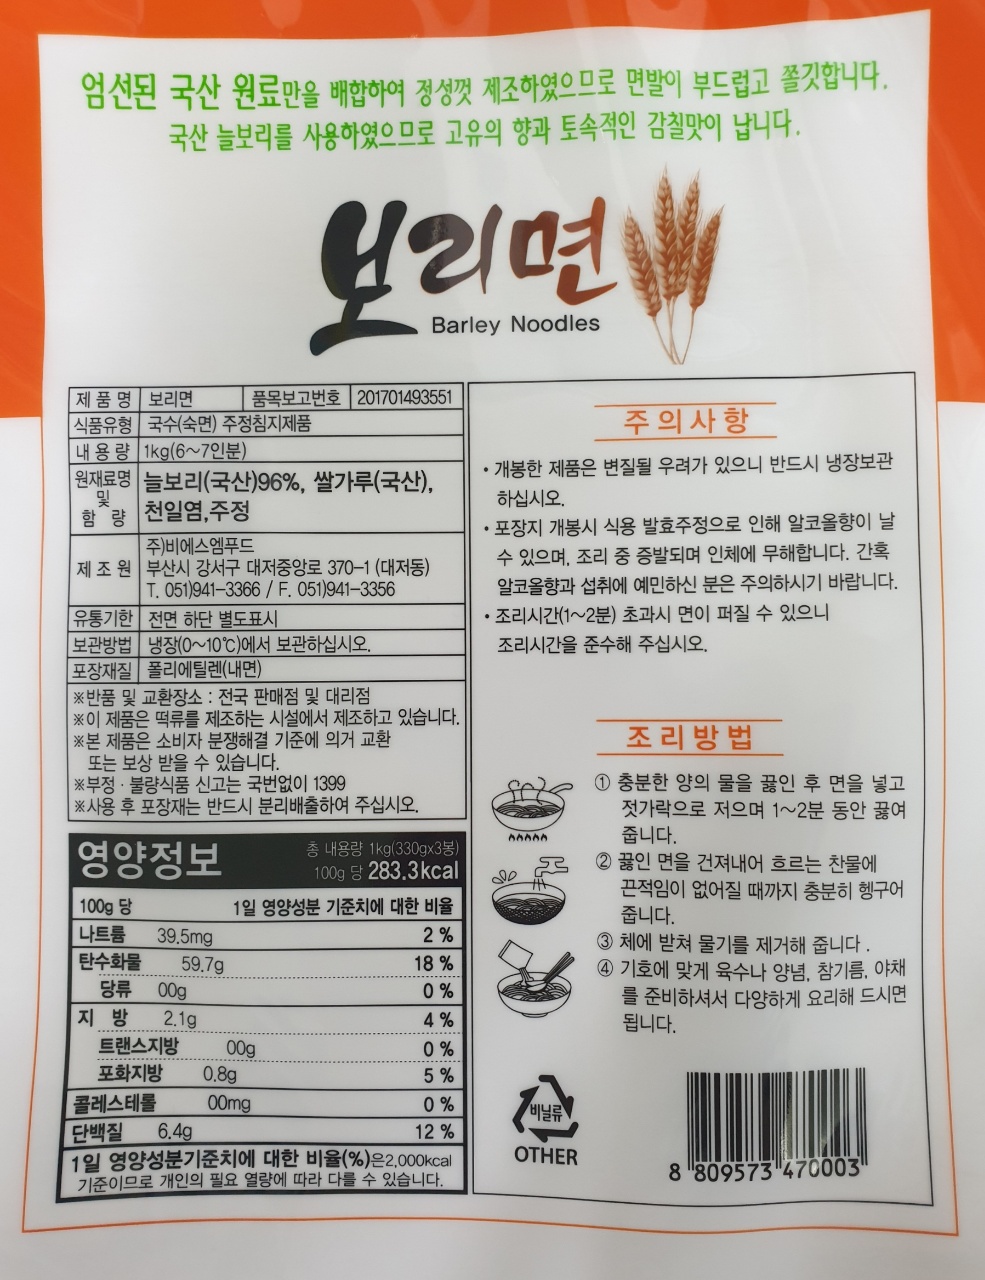 엄선된 국산 원료만을 배합하여 정성껏 제조하였으므로 면발이 부드럽고 쫄깃합니다.
국산 늘보리를 사용하였으므로 고유의 향과 토속적인 감칠맛이 납니다.
보리면
Barley Noodles
제 품 명 보리면 품목보고번호 201701493551
식품유형 국수(숙면) 주정침지제품
내 용 량 1kg(6~7인분)
원재료명 및 함 량 늘보리(국산)96%, 쌀가루(국산),
천일염,주정
제 조 원 주)비에스엠푸드
부산시 강서구 대저중앙로 370-1 (대저동)
T. 051)941-3366 / F. 051)941-3356
유통기한 전면 하단 별도표시
보관방법 냉장(0~10℃)에서 보관하십시오.
포장재질 폴리에틸렌(내면)
※반품 및 교환장소 : 전국 판매점 및 대리점
※이 제품은 떡류를 제조하는 시설에서 제조하고 있습니다.
※본 제품은 소비자 분쟁해결 기준에 의거 교환
또는 보상 받을 수 있습니다.
※부정·불량식품 신고는 국번없이 1399
※사용 후 포장재는 반드시 분리배출하여 주십시오.
영양정보 총 내용량 1kg(330gx3봉)
100g 당 283.3kcal
100g 당 1일 영양성분 기준치에 대한 비율
나트륨 39.5mg 2 %
탄수화물 59.7g 18 %
당류 00g 0 %
지 방 2.1g 4 %
트랜스지방 00g 0 %
포화지방 0.8g 5 %
콜레스테롤 00mg 0 %
단백질 6.4g 12 %
1일 영양성분기준치에 대한 비율(%)은2,000kcal
기준이므로 개인의 필요 열량에 따라 다를 수 있습니다.
주의사항
• 개봉한 제품은 변질될 우려가 있으니 반드시 냉장보관
하십시오.
• 포장지 개봉시 식용 발효주정으로 인해 알코올향이 날
수 있으며, 조리 중 증발되며 인체에 무해합니다. 간혹
알코올향과 섭취에 예민하신 분은 주의하시기 바랍니다.
• 조리시간(1~2분) 초과시 면이 퍼질 수 있으니
조리시간을 준수해 주십시오.
조리방법
① 충분한 양의 물을 끓인 후 면을 넣고
젓가락으로 저으며 1~2분 동안 끓여
줍니다.
② 끓인 면을 건져내어 흐르는 찬물에
끈적임이 없어질 때까지 충분히 헹구어
줍니다.
③ 체에 받쳐 물기를 제거해 줍니다.
④ 기호에 맞게 육수나 양념, 참기름, 야채
를 준비하셔서 다양하게 요리해 드시면
됩니다.
비닐류
OTHER
8 809573 470003